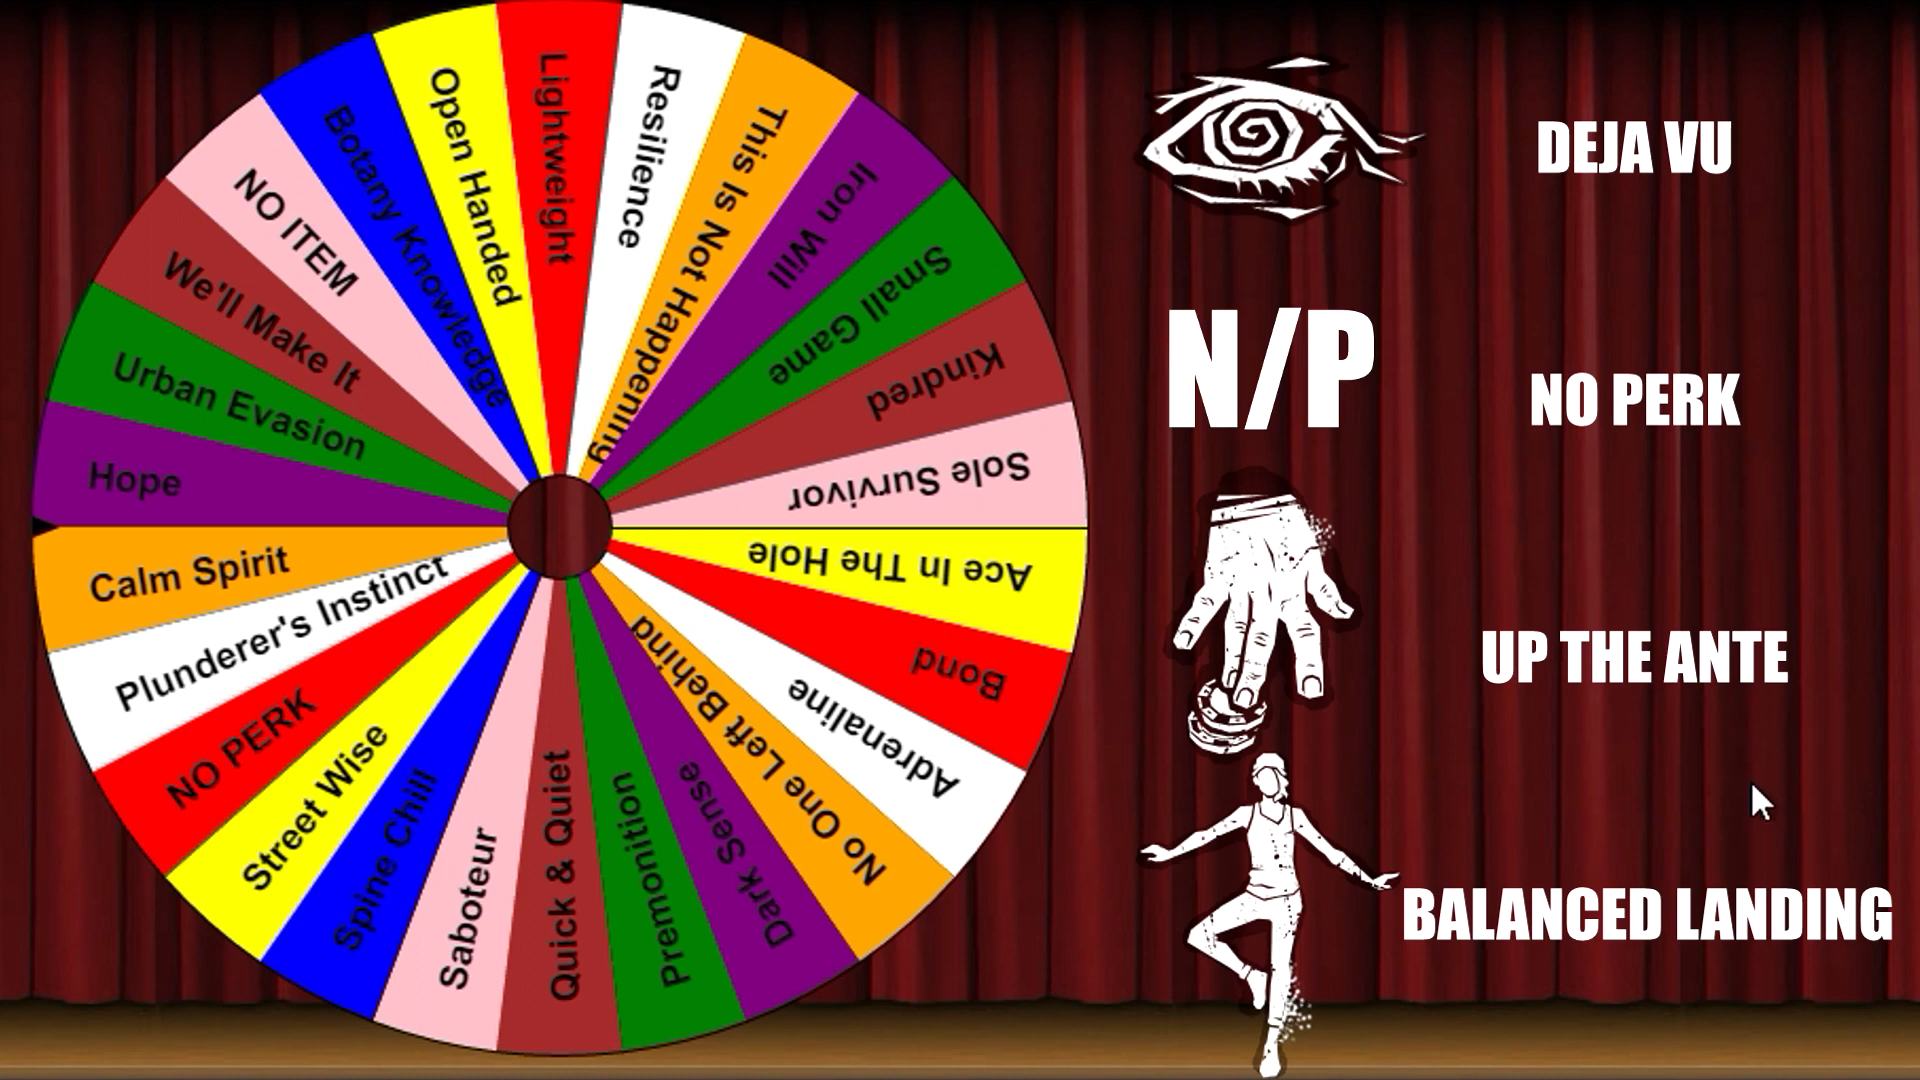 Lightweight
Resilience
This Is Not Happening
Iron Will
Small Game
Kindred
Sole Survivor
Ace In The Hole
Bond
Adrenaline
No One Left Behind
Dark Sense
Premonition
Quick & Quiet
Saboteur
Spine Chill
Street Wise
NO PERK
Plunderer's Instinct
Calm Spirit
Hope
Urban Evasion
We'll Make It
NO ITEM
Botany Knowledge
Open Handed
DEJA VU
N/P
NO PERK
UP THE ANTE
BALANCED LANDING